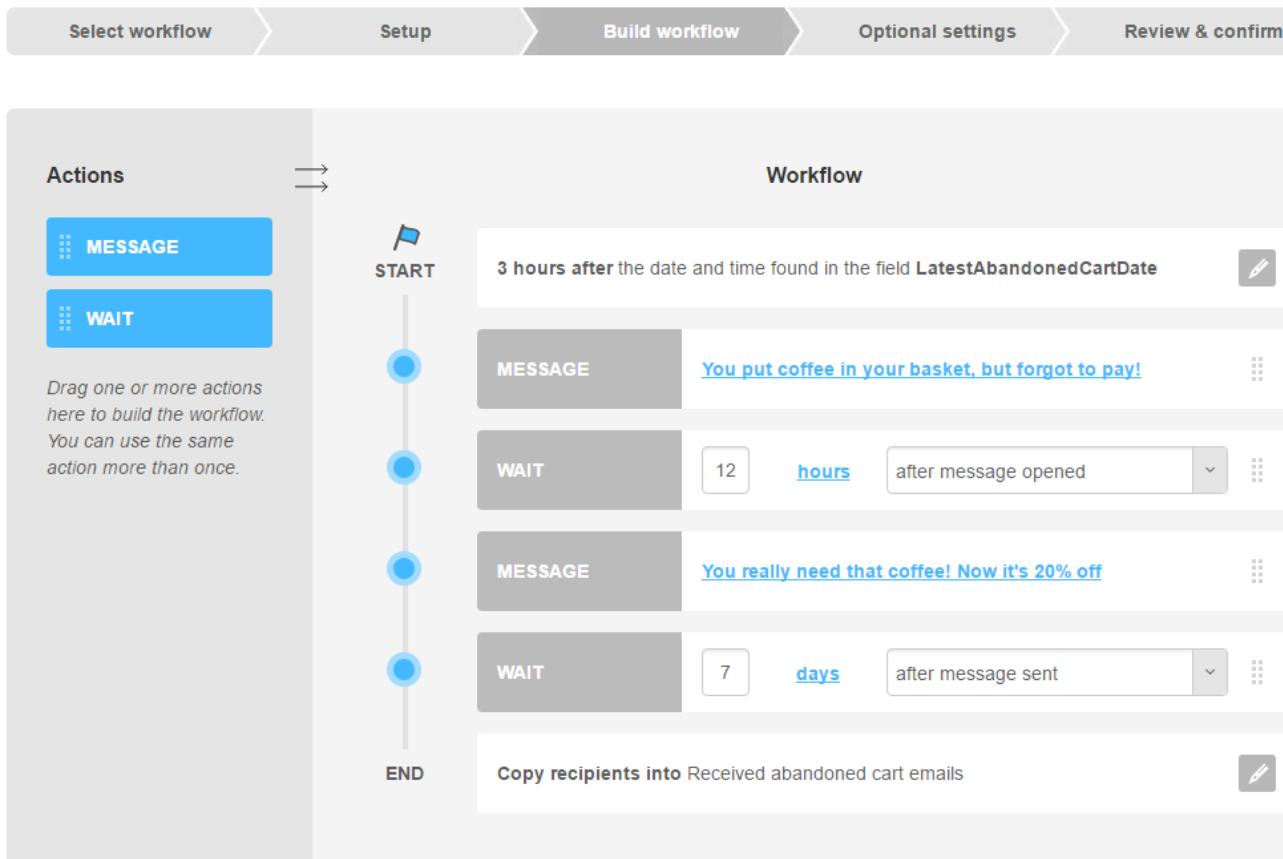 Select workflow
Setup
Build workflow
Optional settings
Review & confirm
Actions
MESSAGE
WAIT
Drag one or more actions
here to build the workflow.
You can use the same
action more than once.
Workflow
START
3 hours after the date and time found in the field LatestAbandonedCartDate
MESSAGE
You put coffee in your basket, but forgot to pay!
WAIT
12
hours
after message opened
MESSAGE
You really need that coffee! Now it's 20% off
WAIT
7
days
after message sent
END
Copy recipients into Received abandoned cart emails